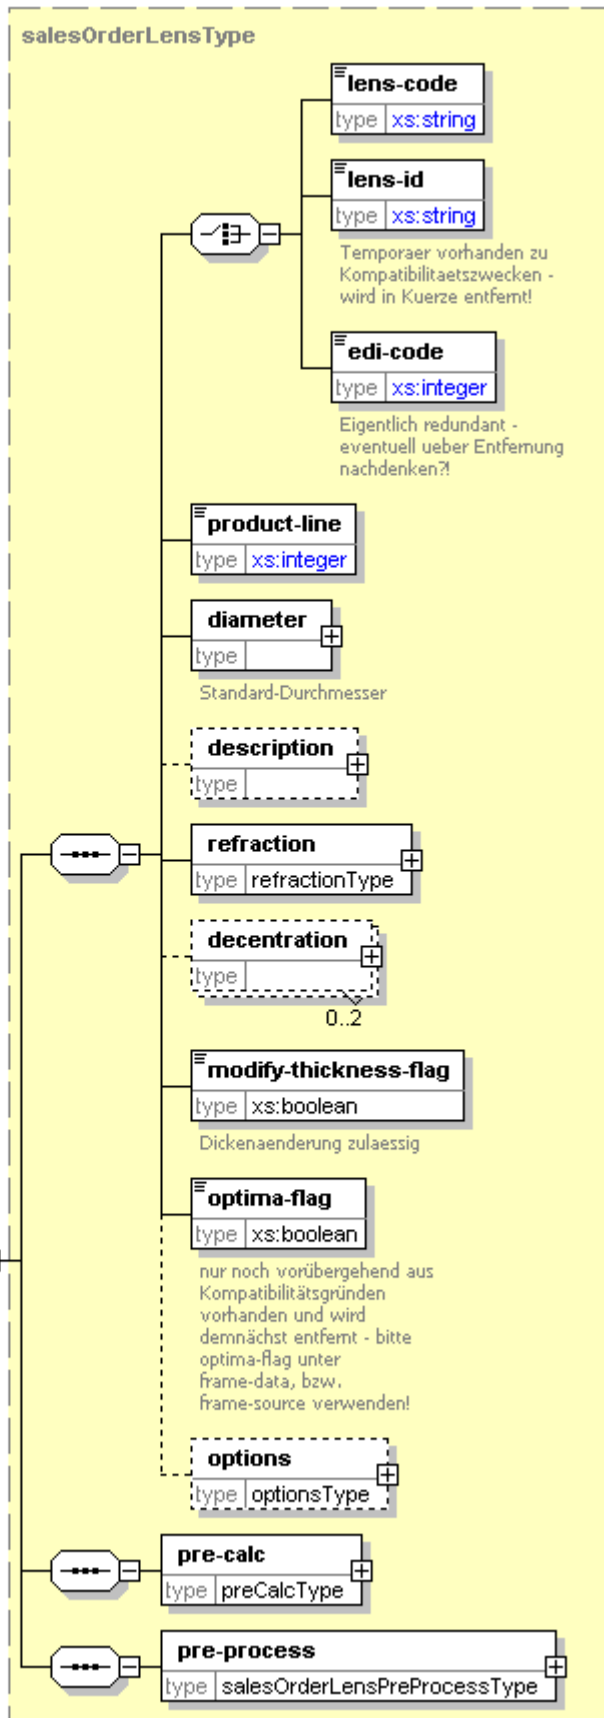 salesOrderLensType
lens-code
type xs:string
lens-id
type xs:string
Temporaer vorhanden zu
Kompatibilitaetszwecken -
wird in Kuerze entfernt!
edi-code
type xs:integer
Eigentlich redundant -
eventuell ueber Entfernung
nachdenken?!
product-line
type xs:integer
diameter
type
Standard-Durchmesser
description
type
refraction
type refractionType
decentration
type
0..2
modify-thickness-flag
type xs:boolean
Dickenaenderung zulaessig
optima-flag
type xs:boolean
nur noch vorübergehend aus
Kompatibilitätsgründen
vorhanden und wird
demnächst entfernt - bitte
optima-flag unter
frame-data, bzw.
frame-source verwenden!
options
type optionsType
pre-calc
type preCalcType
pre-process
type salesOrderLensPreProcessType